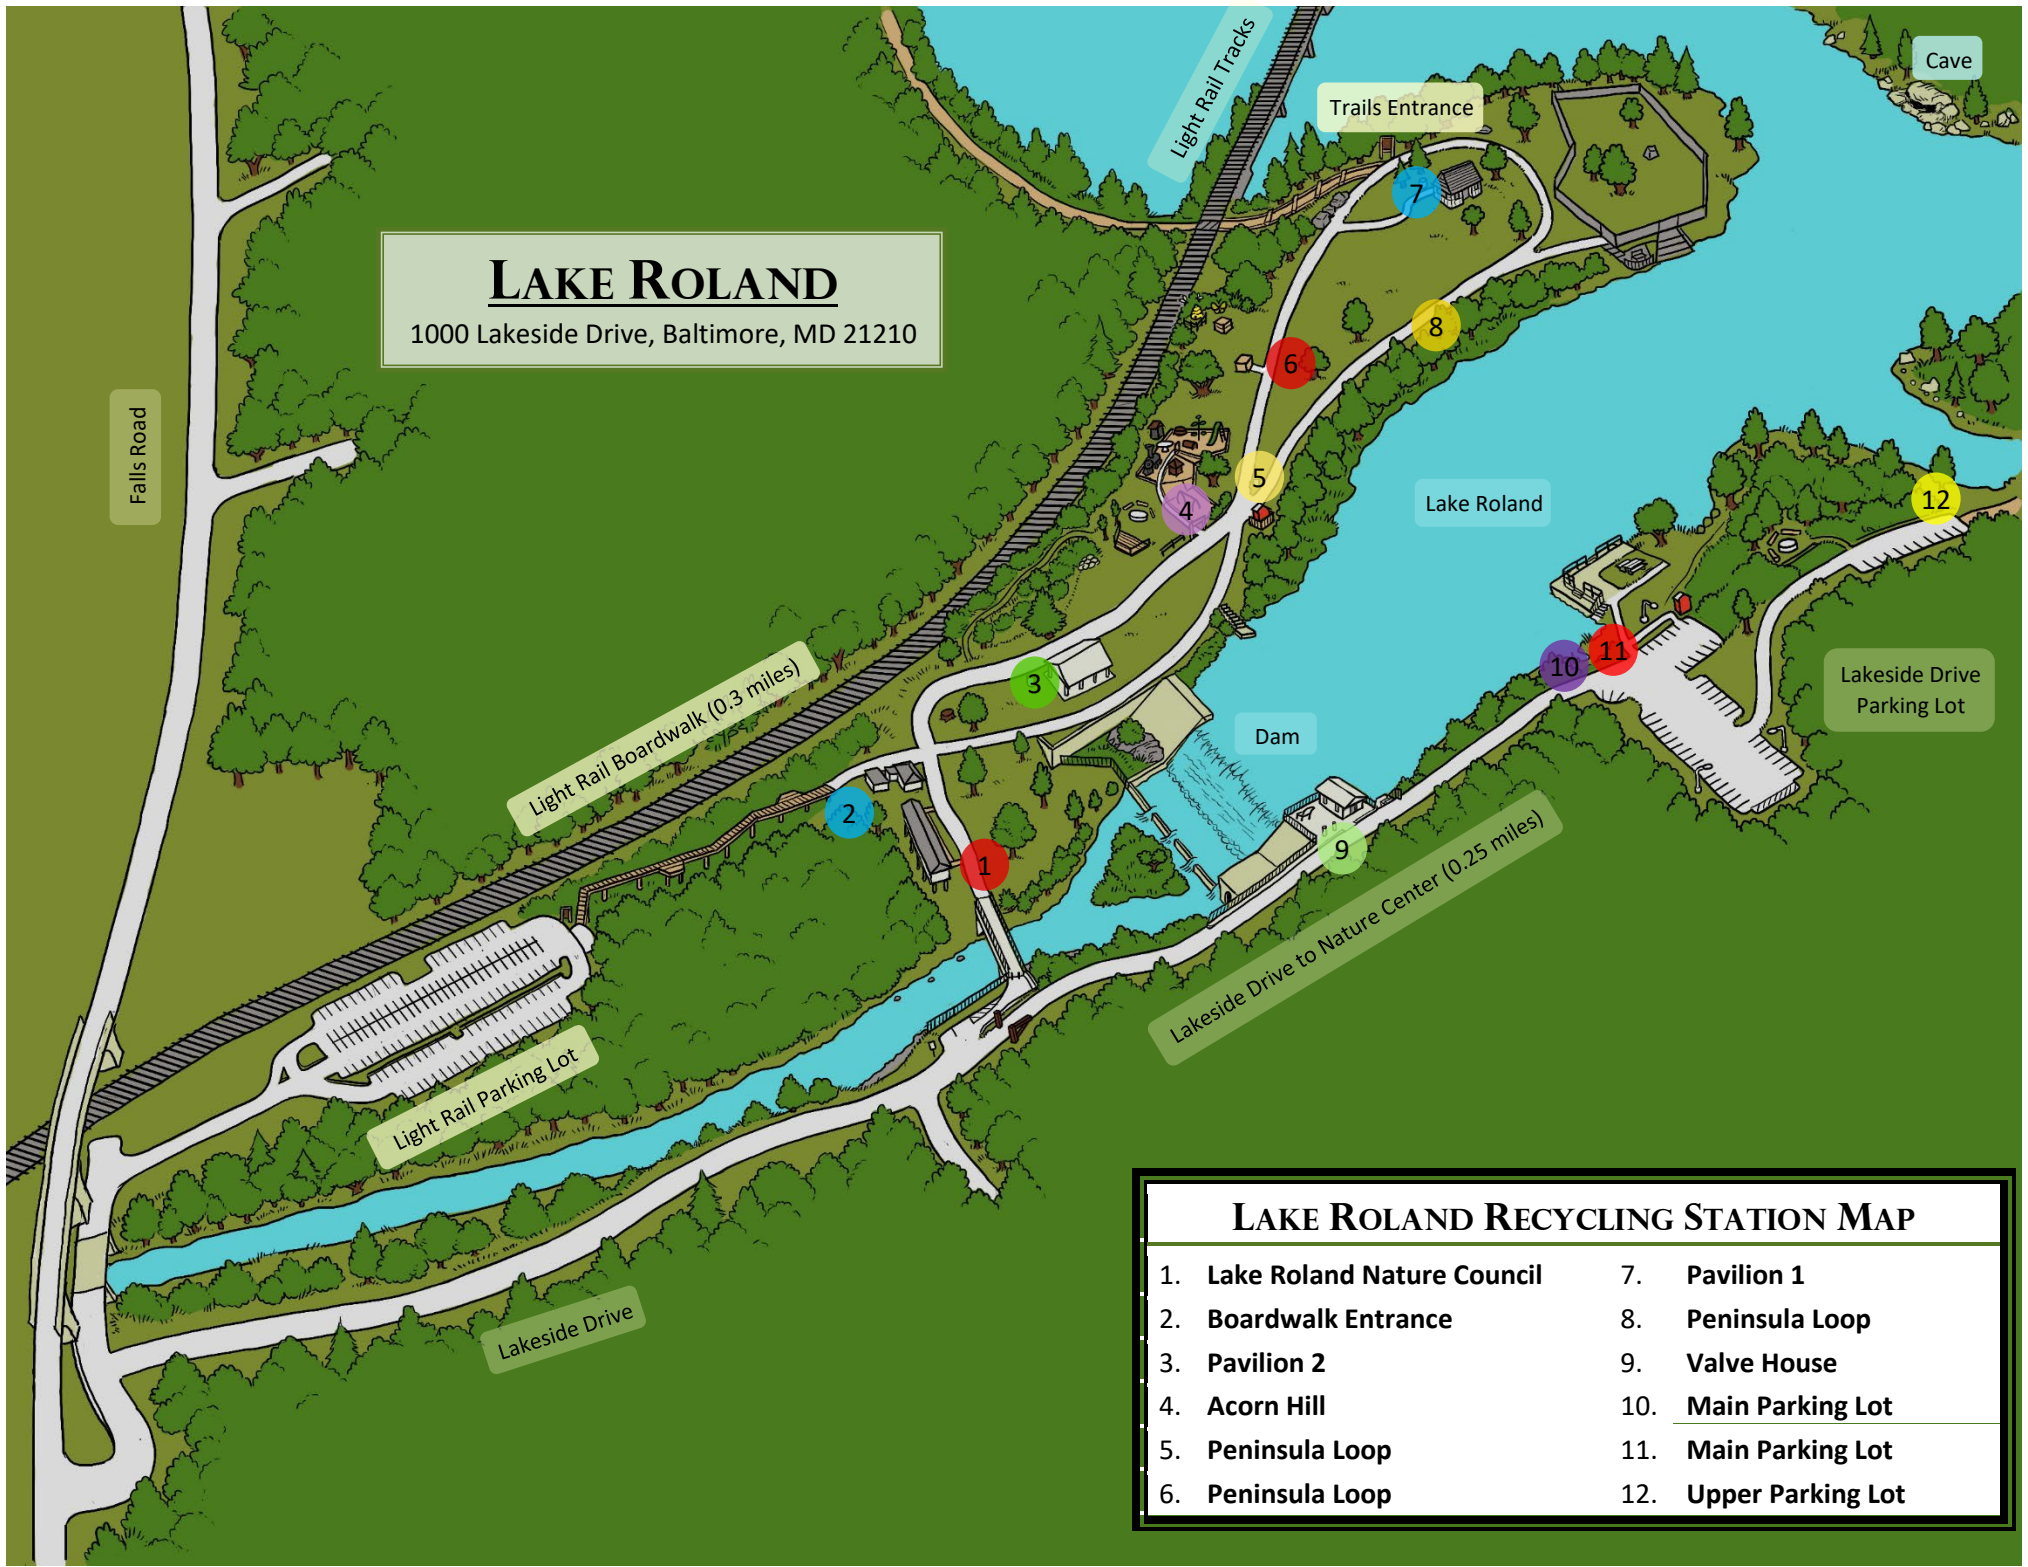 Cave
Light Rail Tracks
Trails Entrance
7
LAKE ROLAND
1000 Lakeside Drive, Baltimore, MD 21210
8
6
Falls Road
5
4
Lake Roland
12
10
11
3
Lakeside Drive
Parking Lot
Light Rail Boardwalk (0.3 miles)
Dam
2
9
1
Lakeside Drive to Nature Center (0.25 miles)
Light Rail Parking Lot
Lakeside Drive
LAKE ROLAND RECYCLING STATION MAP
1. Lake Roland Nature Council
2. Boardwalk Entrance
3. Pavilion 2
4. Acorn Hill
5. Peninsula Loop
6. Peninsula Loop
7. Pavilion 1
8. Peninsula Loop
9. Valve House
10. Main Parking Lot
11. Main Parking Lot
12. Upper Parking Lot